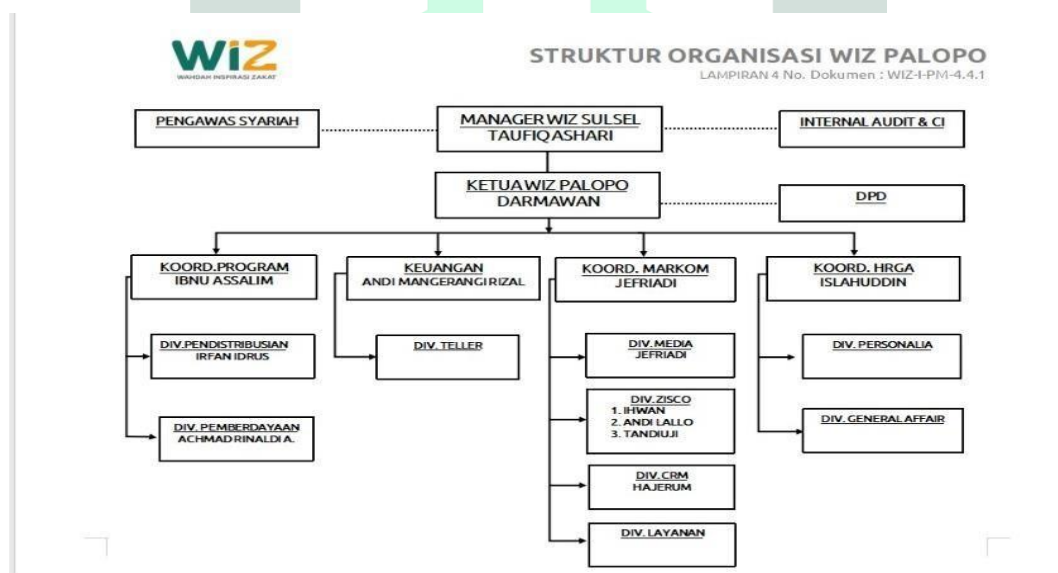 WiZ
WAHDAH INSPIRASI ZAKAT
STRUKTUR ORGANISASI WIZ PALOPO
LAMPIRAN 4 No. Dokumen : WIZ-I-PM-4.4.1
PENGAWAS SYARIAH
MANAGER WIZ SULSEL
TAUFIQ ASHARI
INTERNAL AUDIT & CI
KETUA WIZ PALOPO
DARMAWAN
DPD
KOORD.PROGRAM
IBNU ASSALIM
KEUANGAN
ANDI MANGERANGI RIZAL
KOORD. MARKOM
JEFRIADI
KOORD. HRGA
ISLAHUDDIN
DIV.PENDISTRIBUSIAN
IRFAN IDRUS
DIV. TELLER
DIV.MEDIA
JEFRIADI
DIV. PERSONALIA
DIV. PEMBERDAYAAN
ACHMAD RINALDI A.
DIV.ZISCO
1. IHWAN
2. ANDI LALLO
3. TANDIUJI
DIV. GENERAL AFFAIR
DIV.CRM
HAJERUM
DIV. LAYANAN